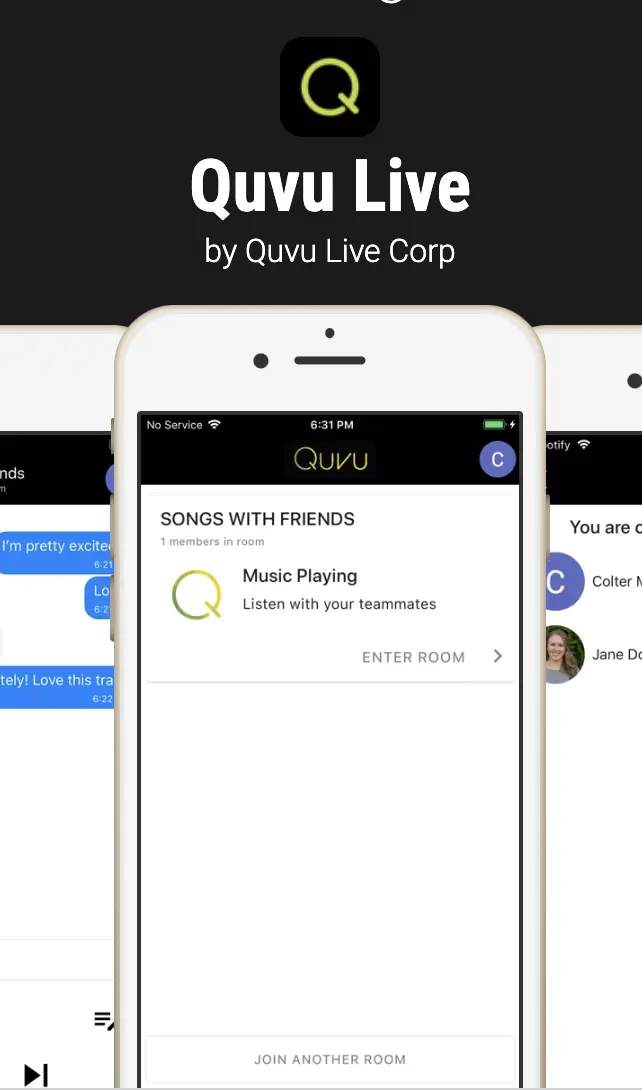 Quvu Live
by Quvu Live Corp
No Service
6:31 PM
QUVU
C
SONGS WITH FRIENDS
1 members in room
Music Playing
Listen with your teammates
ENTER ROOM
JOIN ANOTHER ROOM
nds
m
I'm pretty excite
6:21
Lo
6:2
tely! Love this tra
6:22
otify
You are c
C
Colter M
Jane Do